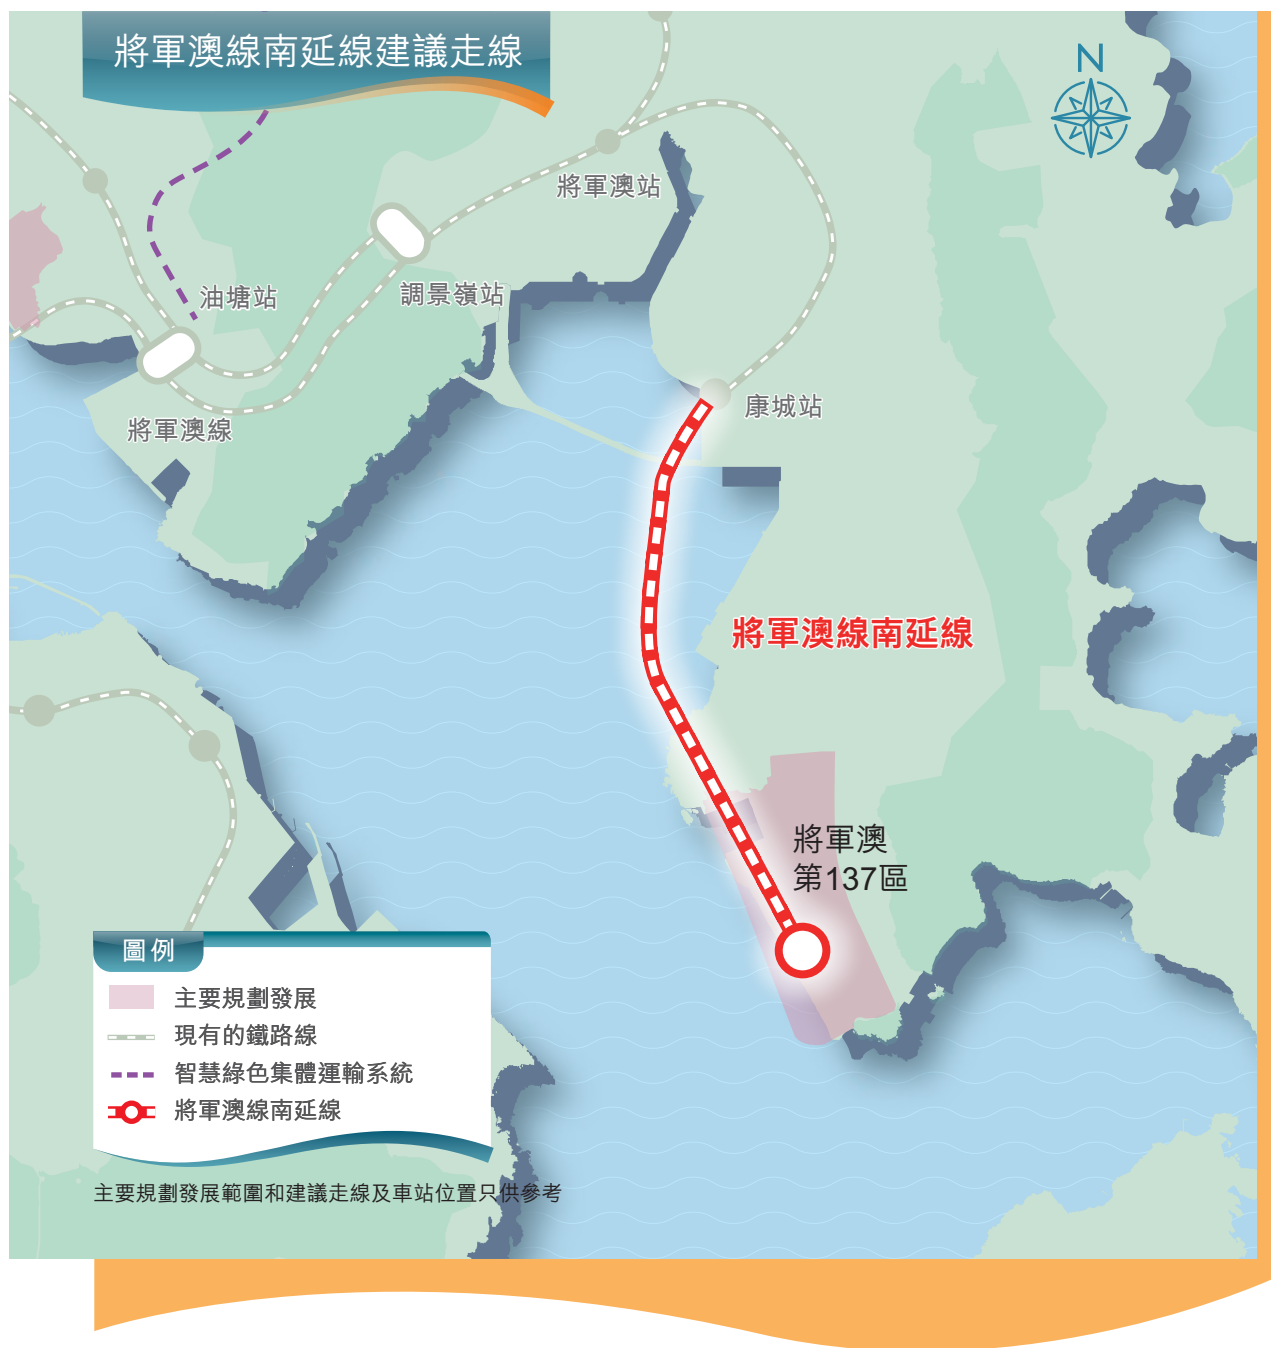 將軍澳線南延線建議走線
N
將軍澳站
油塘站
調景嶺站
康城站
將軍澳線
將軍澳線南延線
將軍澳
第137區
圖例
主要規劃發展
現有的鐵路線
智慧綠色集體運輸系統
將軍澳線南延線
主要規劃發展範圍和建議走線及車站位置只供參考